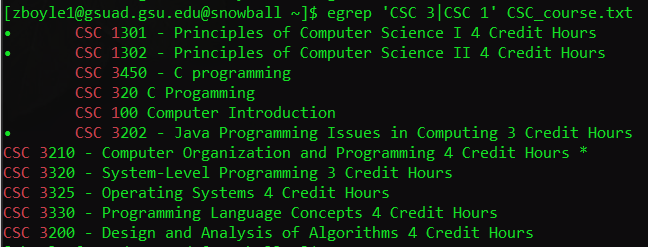 [zboyle1@gsuad.gsu.edu@snowball ~]$ egrep 'CSC 3|CSC 1' CSC_course.txt
•	CSC 1301 - Principles of Computer Science I 4 Credit Hours
•	CSC 1302 - Principles of Computer Science II 4 Credit Hours
	CSC 3450 - C programming
	CSC 320 C Progamming
	CSC 100 Computer Introduction
•	CSC 3202 - Java Programming Issues in Computing 3 Credit Hours
CSC 3210 - Computer Organization and Programming 4 Credit Hours *
CSC 3320 - System-Level Programming 3 Credit Hours
CSC 3325 - Operating Systems 4 Credit Hours
CSC 3330 - Programming Language Concepts 4 Credit Hours
CSC 3200 - Design and Analysis of Algorithms 4 Credit Hours